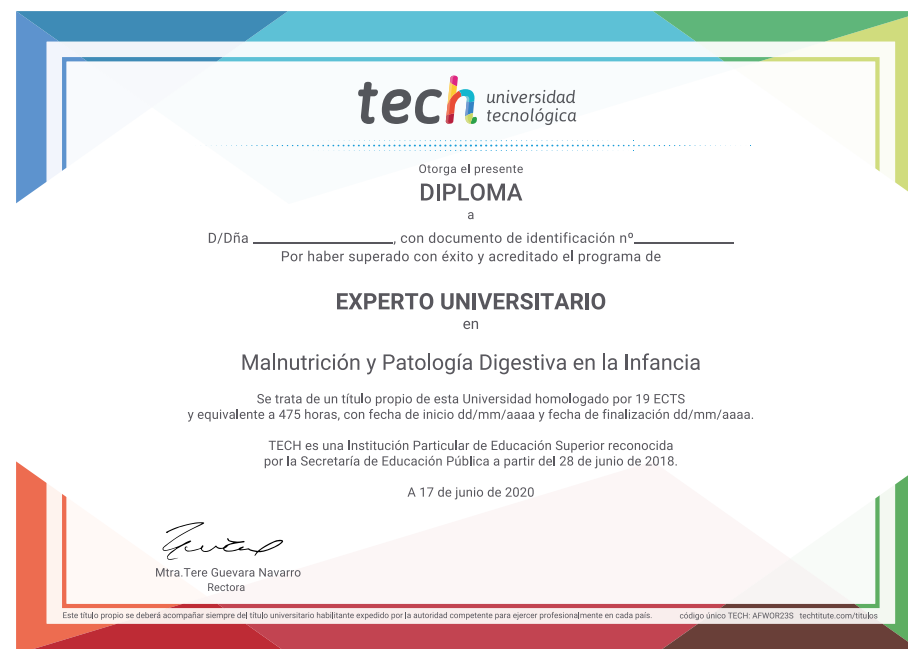 tech universidad
tecnológica
Otorga el presente
DIPLOMA
a
D/Dña ____________________, con documento de identificación nº______________
Por haber superado con éxito y acreditado el programa de
EXPERTO UNIVERSITARIO
en
Malnutrición y Patología Digestiva en la Infancia
Se trata de un título propio de esta Universidad homologado por 19 ECTS
y equivalente a 475 horas, con fecha de inicio dd/mm/aaaa y fecha de finalización dd/mm/aaaa.
TECH es una Institución Particular de Educación Superior reconocida
por la Secretaría de Educación Pública a partir del 28 de junio de 2018.
A 17 de junio de 2020
Mtra.Tere Guevara Navarro
Rectora
Este título propio se deberá acompañar siempre del título universitario habilitante expedido por la autoridad competente para ejercer profesionalmente en cada país. código único TECH: AFWOR23S techtitute.com/titulos